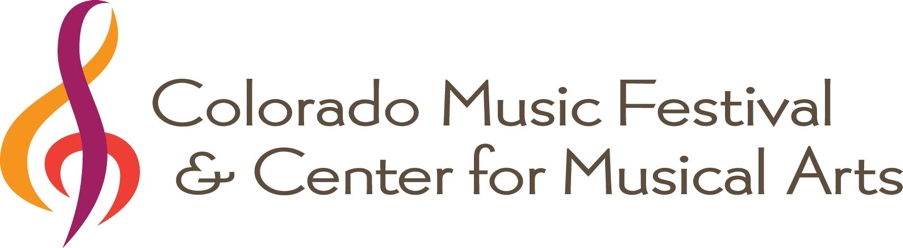 Colorado Music Festival
& Center for Musical Arts